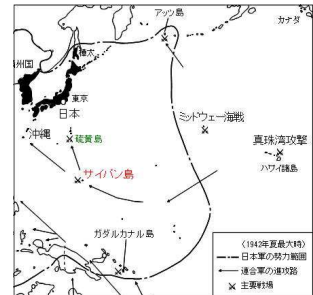 アッツ島
カナダ
州国
樺太
東京
日本
ミッドウェー海戦
沖縄
硫黄島
真珠湾攻撃
ハワイ諸島
サイパン島
ガダルカナル島
(1942年夏最大時)
日本軍の勢力範囲
連合軍の進攻路
主要戦場